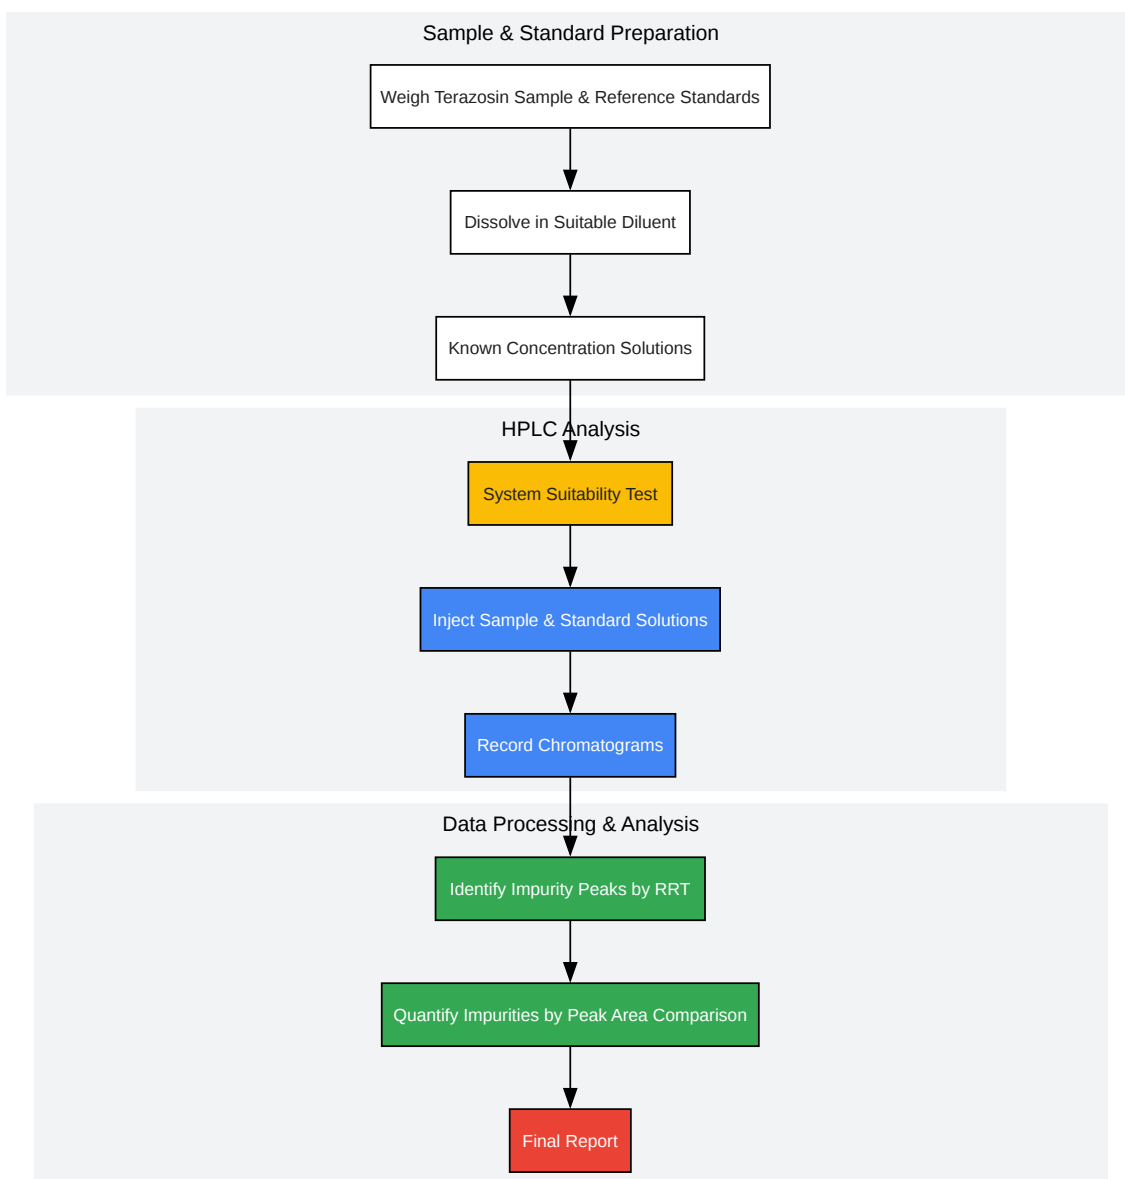 Sample & Standard Preparation
Weigh Terazosin Sample & Reference Standards
Dissolve in Suitable Diluent
Known Concentration Solutions
HPLC Analysis
System Suitability Test
Inject Sample & Standard Solutions
Record Chromatograms
Data Processing & Analysis
Identify Impurity Peaks by RRT
Quantify Impurities by Peak Area Comparison
Final Report